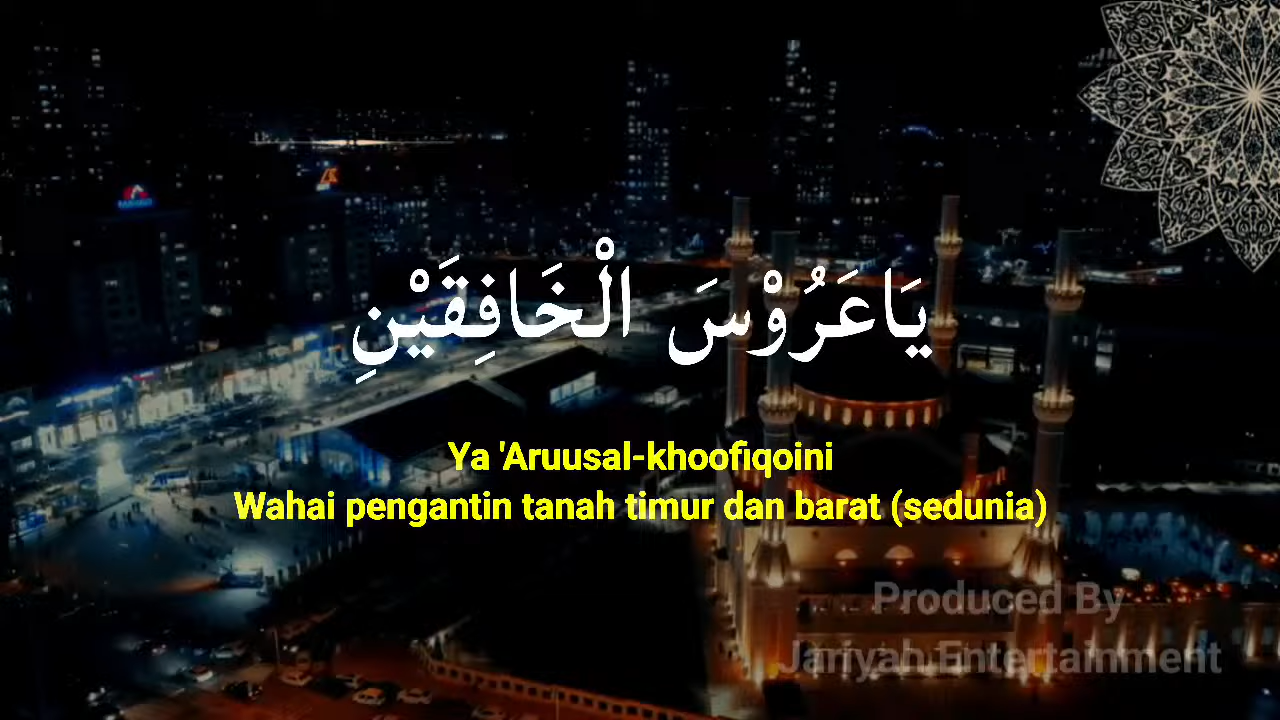 يَاعَرُوْسَ الْخَافِقَيْنِ
Ya 'Aruusal-khoofiqoini
Wahai pengantin tanah timur dan barat (sedunia)
Produced By
Jariyah Entertainment